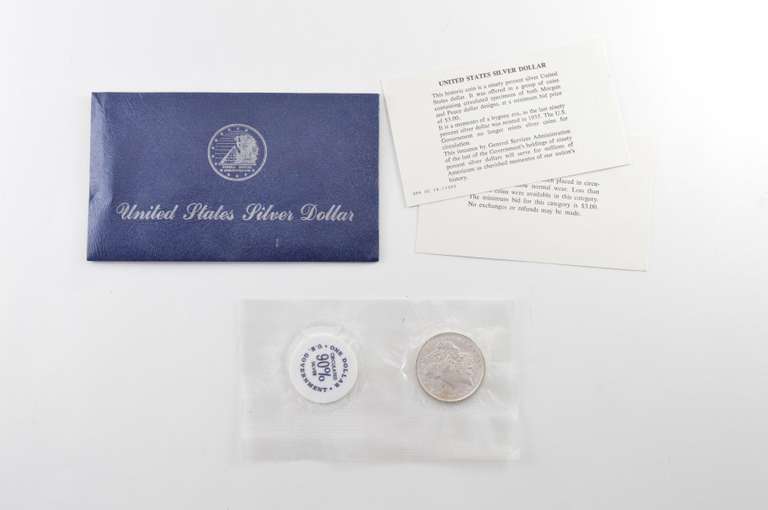 United States Silver Dollar
UNITED STATES SILVER DOLLAR
This historic coin is a ninety percent silver United
States dollar. It was offered in a group of coins
containing circulated specimens of both Morgan
and Peace dollar designs, at a minimum bid price
of $3.00.
It is a memento of a bygone era, as the last ninety
percent silver dollar was minted in 1935. The U.S.
Government no longer mints silver coins for
circulation.
This issuance by General Services Administration
of the last of the Government's holdings of ninety
percent silver dollars will serve for millions of
Americans as cherished mementos of our nation's
history.
placed in circu-
show normal wear. Less than
coins were available in this category.
The minimum bid for this category is $3.00.
No exchanges or refunds may be made.
ONE DOLLAR
U.S. GOVERNMENT
CIRCULATED
SILVER
90%